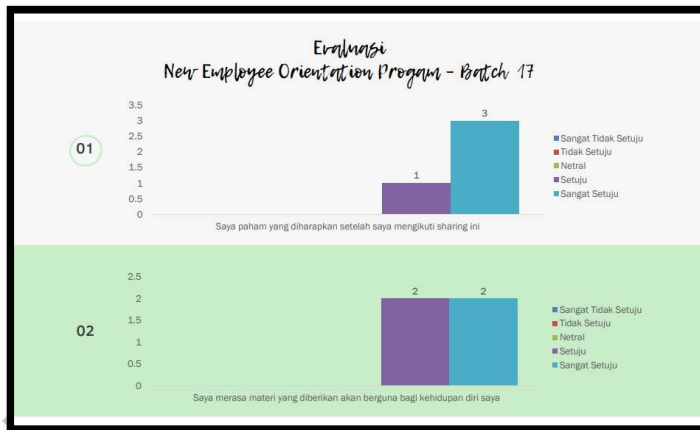 Evaluasi
New Employee Orientation Progam - Batch 17
01
3.5
3
2.5
2
1.5
1
0.5
0
1
3
Sangat Tidak Setuju
Tidak Setuju
Netral
Setuju
Sangat Setuju
Saya paham yang diharapkan setelah saya mengikuti sharing ini
02
2.5
2
1.5
1
0.5
0
2
2
Sangat Tidak Setuju
Tidak Setuju
Netral
Setuju
Sangat Setuju
Saya merasa materi yang diberikan akan berguna bagi kehidupan diri saya